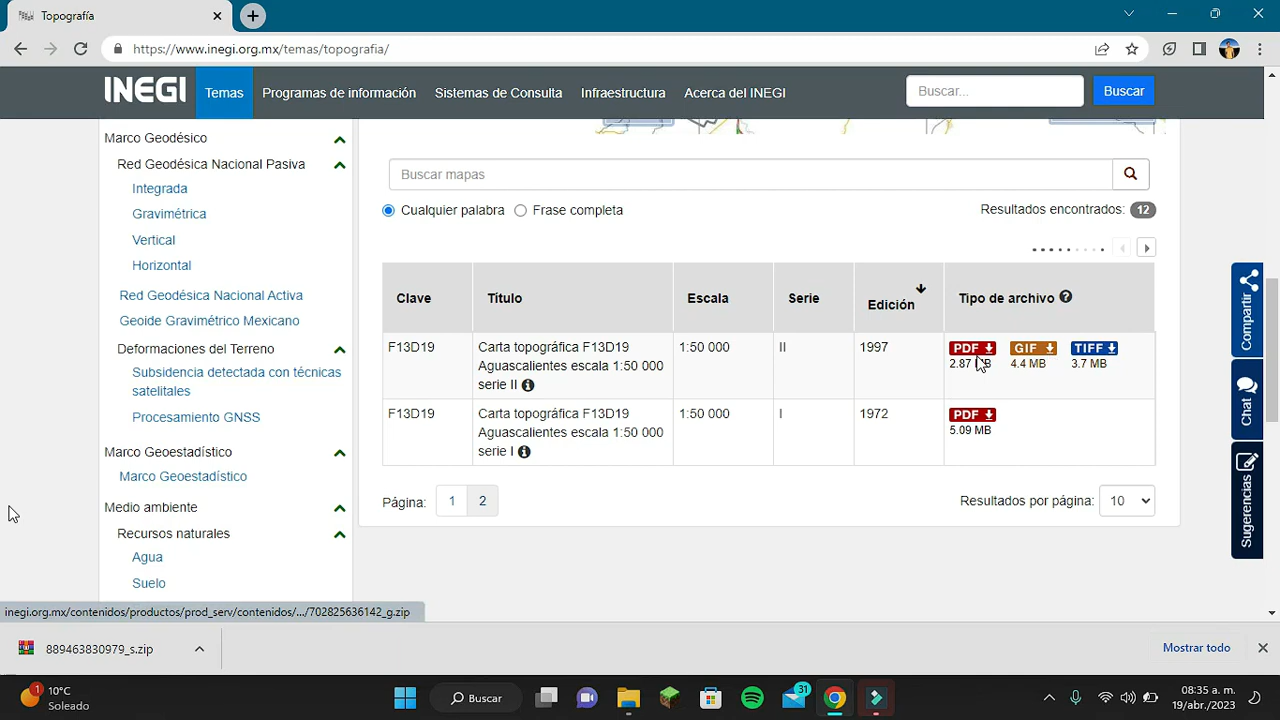 Topografía
https://www.inegi.org.mx/temas/topografia/
INEGI
Temas
Programas de información
Sistemas de Consulta
Infraestructura
Acerca del INEGI
Buscar...
Buscar
Marco Geodésico
Red Geodésica Nacional Pasiva
Integrada
Gravimétrica
Vertical
Horizontal
Red Geodésica Nacional Activa
Geoide Gravimétrico Mexicano
Deformaciones del Terreno
Subsidencia detectada con técnicas
satelitales
Procesamiento GNSS
Marco Geoestadístico
Marco Geoestadístico
Medio ambiente
Recursos naturales
Agua
Suelo
Buscar mapas
Cualquier palabra
Frase completa
Resultados encontrados: 12
Clave
Título
Escala
Serie
Edición
Tipo de archivo
F13D19
Carta topográfica F13D19
Aguascalientes escala 1:50 000
serie II
1:50 000
II
1997
PDF
2.87 MB
GIF
4.4 MB
TIFF
3.7 MB
F13D19
Carta topográfica F13D19
Aguascalientes escala 1:50 000
serie I
1:50 000
I
1972
PDF
5.09 MB
Página: 1 2
Resultados por página: 10
Compartir
Chat
Sugerencias
inegi.org.mx/contenidos/productos/prod_serv/contenidos/.../702825636142_g.zip
889463830979_s.zip
Mostrar todo
1
10°C
Soleado
Buscar
31
08:35 a. m.
19/abr./2023